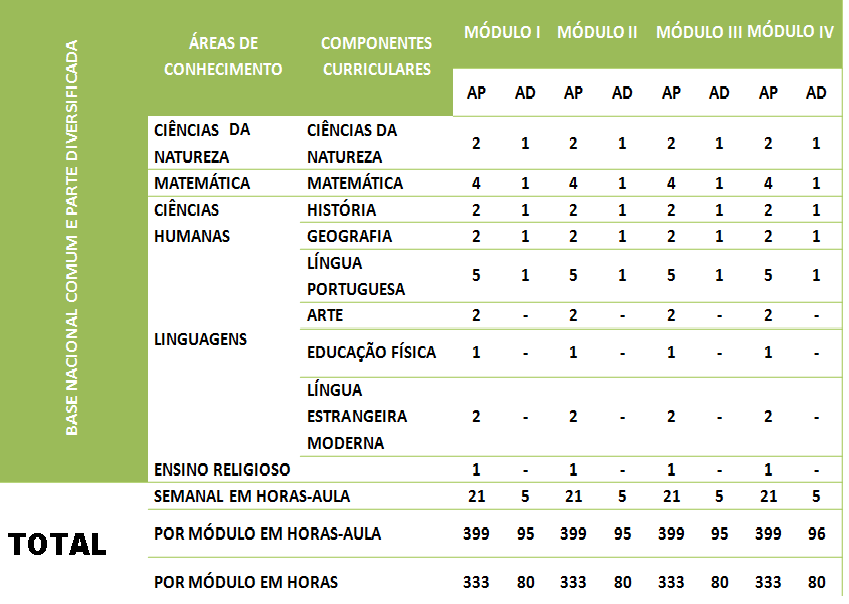 BASE NACIONAL COMUM E PARTE DIVERSIFICADA
ÁREAS DE
CONHECIMENTO
COMPONENTES
CURRICULARES
MÓDULO I MÓDULO II MÓDULO III MÓDULO IV
AP AD AP AD AP AD AP AD
CIÊNCIAS DA
NATUREZA
CIÊNCIAS DA
NATUREZA
2 1 2 1 2 1 2 1
MATEMÁTICA MATEMÁTICA 4 1 4 1 4 1 4 1
CIÊNCIAS
HUMANAS
HISTÓRIA 2 1 2 1 2 1 2 1
GEOGRAFIA 2 1 2 1 2 1 2 1
LINGUAGENS
LÍNGUA
PORTUGUESA
5 1 5 1 5 1 5 1
ARTE 2 - 2 - 2 - 2 -
EDUCAÇÃO FÍSICA 1 - 1 - 1 - 1 -
LÍNGUA
ESTRANGEIRA
MODERNA
2 - 2 - 2 - 2 -
ENSINO RELIGIOSO 1 - 1 - 1 - 1 -
TOTAL
SEMANAL EM HORAS-AULA 21 5 21 5 21 5 21 5
POR MÓDULO EM HORAS-AULA 399 95 399 95 399 95 399 96
POR MÓDULO EM HORAS 333 80 333 80 333 80 333 80